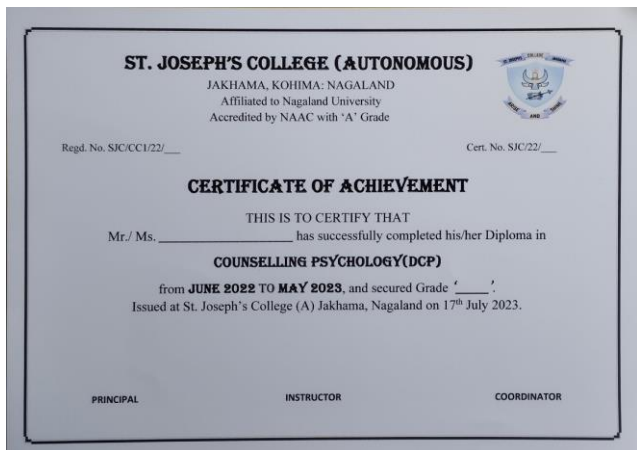 ST. JOSEPH'S COLLEGE (AUTONOMOUS)
JAKHAMA, KOHIMA: NAGALAND
Affiliated to Nagaland University
Accredited by NAAC with 'A' Grade
Regd. No. SJC/CC1/22/___
Cert. No. SJC/22/___
CERTIFICATE OF ACHIEVEMENT
THIS IS TO CERTIFY THAT
Mr./ Ms. ____________________ has successfully completed his/her Diploma in
COUNSELLING PSYCHOLOGY(DCP)
from JUNE 2022 TO MAY 2023, and secured Grade '_____'.
Issued at St. Joseph's College (A) Jakhama, Nagaland on 17th July 2023.
PRINCIPAL
INSTRUCTOR
COORDINATOR